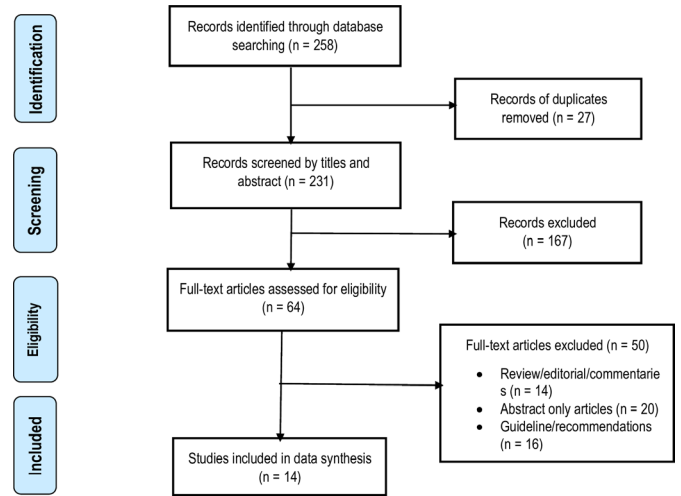 Identification
Records identified through database
searching (n = 258)
Records of duplicates
removed (n = 27)
Screening
Records screened by titles and
abstract (n = 231)
Records excluded
(n = 167)
Eligibility
Full-text articles assessed for eligibility
(n = 64)
Full-text articles excluded (n = 50)
• Review/editorial/commentarie
s (n = 14)
• Abstract only articles (n = 20)
• Guideline/recommendations
(n = 16)
Included
Studies included in data synthesis
(n = 14)